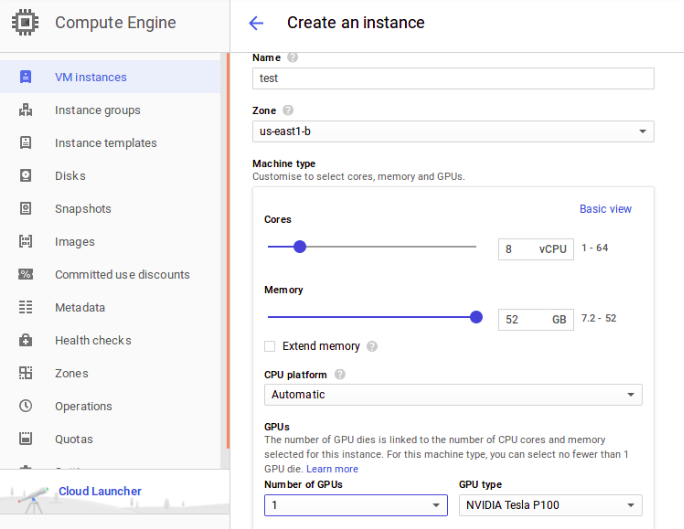 Compute Engine
Create an instance
VM instances
Instance groups
Instance templates
Disks
Snapshots
Images
Committed use discounts
Metadata
Health checks
Zones
Operations
Quotas
Cloud Launcher
Name
test
Zone
us-east1-b
Machine type
Customise to select cores, memory and GPUs.
Basic view
Cores
8 vCPU 1 - 64
Memory
52 GB 7.2 - 52
Extend memory
CPU platform
Automatic
GPUs
The number of GPU dies is linked to the number of CPU cores and memory
selected for this instance. For this machine type, you can select no fewer than 1
GPU die. Learn more
Number of GPUs GPU type
1 NVIDIA Tesla P100